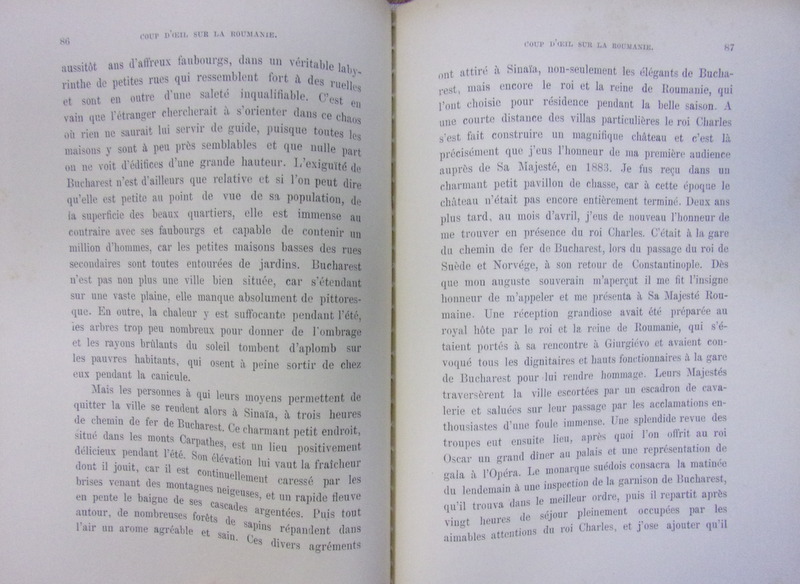 86
COUP D'ŒIL SUR LA ROUMANIE.
aussitôt ans d'affreux faubourgs, dans un véritable laby-
rinthe de petites rues qui ressemblent fort à des ruelles
et sont en outre d'une saleté inqualifiable. C'est en
vain que l'étranger chercherait à s'orienter dans ce chaos
où rien ne saurait lui servir de guide, puisque toutes les
maisons y sont à peu près semblables et que nulle part
on ne voit d'édifices d'une grande hauteur. L'exiguïté de
Bucharest n'est d'ailleurs que relative et si l'on peut dire
qu'elle est petite au point de vue de sa population, de
la superficie des beaux quartiers, elle est immense au
contraire avec ses faubourgs et capable de contenir un
million d'hommes, car les petites maisons basses des rues
secondaires sont toutes entourées de jardins. Bucharest
n'est pas non plus une ville bien située, car s'étendant
sur une vaste plaine, elle manque absolument de pittores-
que. En outre, la chaleur y est suffocante pendant l'été,
les arbres trop peu nombreux pour donner de l'ombrage
et les rayons brûlants du soleil tombent d'aplomb sur
les pauvres habitants, qui osent à peine sortir de chez
eux pendant la canicule.
Mais les personnes à qui leurs moyens permettent de
quitter la ville se rendent alors à Sinaïa, à trois heures
de chemin de fer de Bucharest. Ce charmant petit endroit,
situé dans les monts Carpathes, est un lieu positivement
délicieux pendant l'été. Son élévation lui vaut la fraîcheur
dont il jouit, car il est continuellement caressé par les
brises venant des montagnes neigeuses, et un rapide fleuve
en pente le baigne de ses cascades argentées. Puis tout
autour, de nombreuses forêts de sapins répandent dans
l'air un arome agréable et sain. Ces divers agréments
COUP D'ŒIL SUR LA ROUMANIE.
87
ont attiré à Sinaïa, non-seulement les élégants de Bucha-
rest, mais encore le roi et la reine de Roumanie, qui
l'ont choisie pour résidence pendant la belle saison. A
une courte distance des villas particulières le roi Charles
s'est fait construire un magnifique château et c'est là
précisément que j'eus l'honneur de ma première audience
auprès de Sa Majesté, en 1883. Je fus reçu dans un
charmant petit pavillon de chasse, car à cette époque le
château n'était pas encore entièrement terminé. Deux ans
plus tard, au mois d'avril, j'eus de nouveau l'honneur de
me trouver en présence du roi Charles. C'était à la gare
du chemin de fer de Bucharest, lors du passage du roi de
Suède et Norvége, à son retour de Constantinople. Dès
que mon auguste souverain m'aperçut il me fit l'insigne
honneur de m'appeler et me présenta à Sa Majesté Rou-
maine. Une réception grandiose avait été préparée au
royal hôte par le roi et la reine de Roumanie, qui s'é-
taient portés à sa rencontre à Giurgiévo et avaient con-
voqué tous les dignitaires et hauts fonctionnaires à la gare
de Bucharest pour lui rendre hommage. Leurs Majestés
traversèrent la ville escortées par un escadron de cava-
lerie et saluées sur leur passage par les acclamations en-
thousiastes d'une foule immense. Une splendide revue des
troupes eut ensuite lieu, après quoi l'on offrit au roi
Oscar un grand dîner au palais et une représentation de
gala à l'Opéra. Le monarque suédois consacra la matinée
du lendemain à une inspection de la garnison de Bucharest,
qu'il trouva dans le meilleur ordre, puis il repartit après
vingt heures de séjour pleinement occupées par les
aimables attentions du roi Charles, et j'ose ajouter qu'il